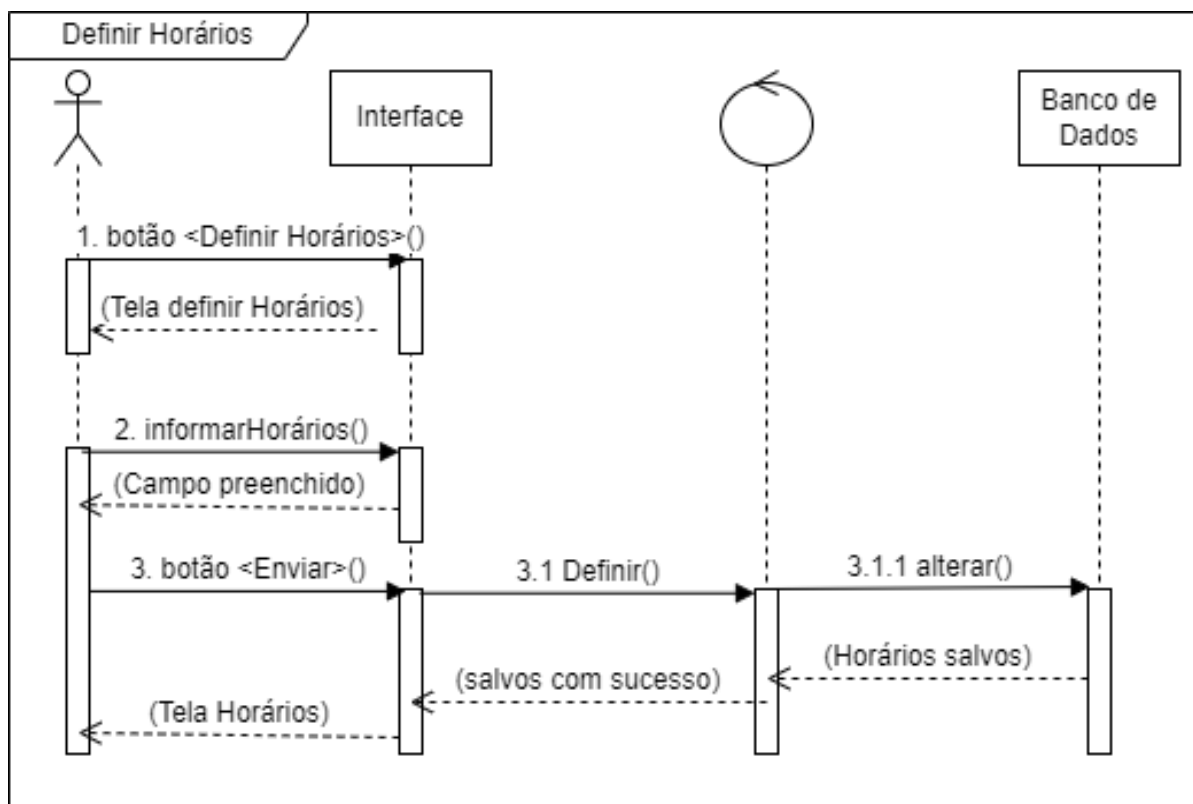 Definir Horários
Interface
Banco de
Dados
1. botão <Definir Horários>()
(Tela definir Horários)
2. informarHorários()
(Campo preenchido)
3. botão <Enviar>()
3.1 Definir()
3.1.1 alterar()
(Horários salvos)
(salvos com sucesso)
(Tela Horários)